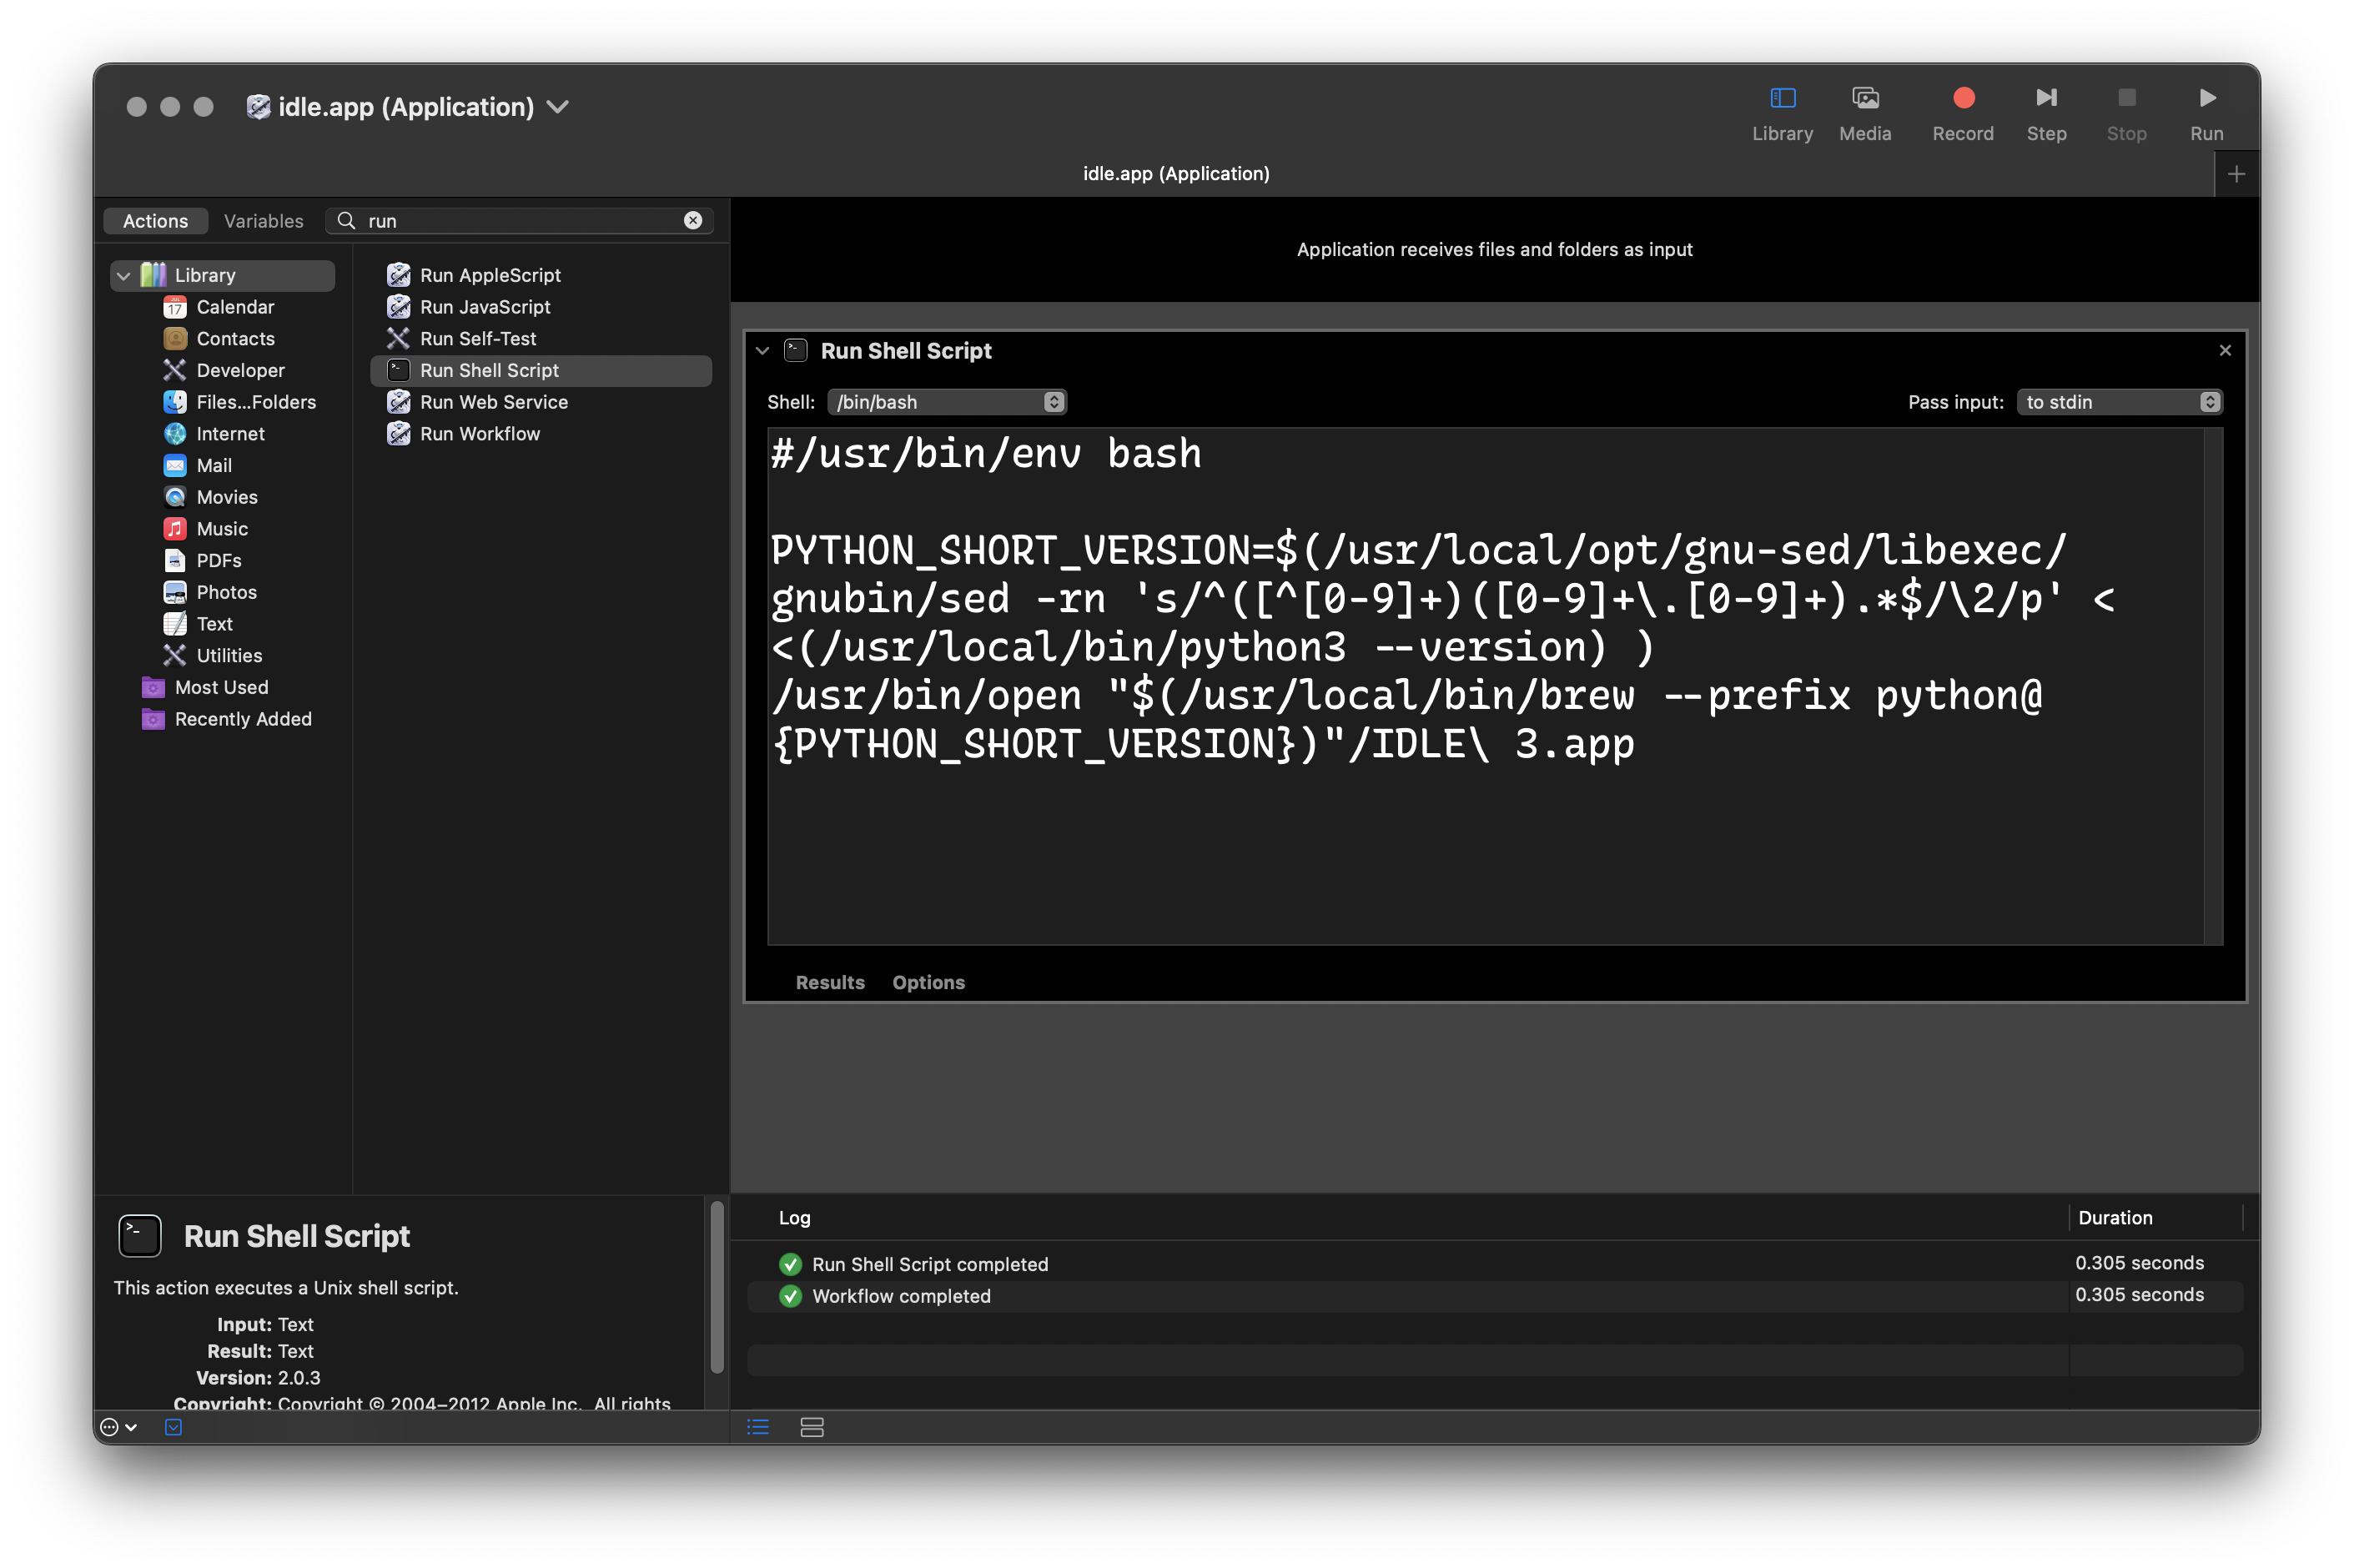 idle.app (Application)
Library
Media
Record
Step
Stop
Run
idle.app (Application)
Actions
Variables
run
Library
Calendar
Contacts
Developer
Files...Folders
Internet
Mail
Movies
Music
PDFs
Photos
Text
Utilities
Most Used
Recently Added
Run AppleScript
Run JavaScript
Run Self-Test
Run Shell Script
Run Web Service
Run Workflow
Application receives files and folders as input
Run Shell Script
Shell: /bin/bash
Pass input: to stdin
#/usr/bin/env bash
PYTHON_SHORT_VERSION=$(/usr/local/opt/gnu-sed/libexec/
gnubin/sed -rn 's/^([^[0-9]+)([0-9]+\.[0-9]+).*$/\2/p' <
<(/usr/local/bin/python3 --version) )
/usr/bin/open "$(/usr/local/bin/brew --prefix python@
{PYTHON_SHORT_VERSION})"/IDLE\ 3.app
Results
Options
Run Shell Script
This action executes a Unix shell script.
Input: Text
Result: Text
Version: 2.0.3
Copyright: Copyright © 2004–2012 Apple Inc. All rights
Log
Duration
Run Shell Script completed
0.305 seconds
Workflow completed
0.305 seconds